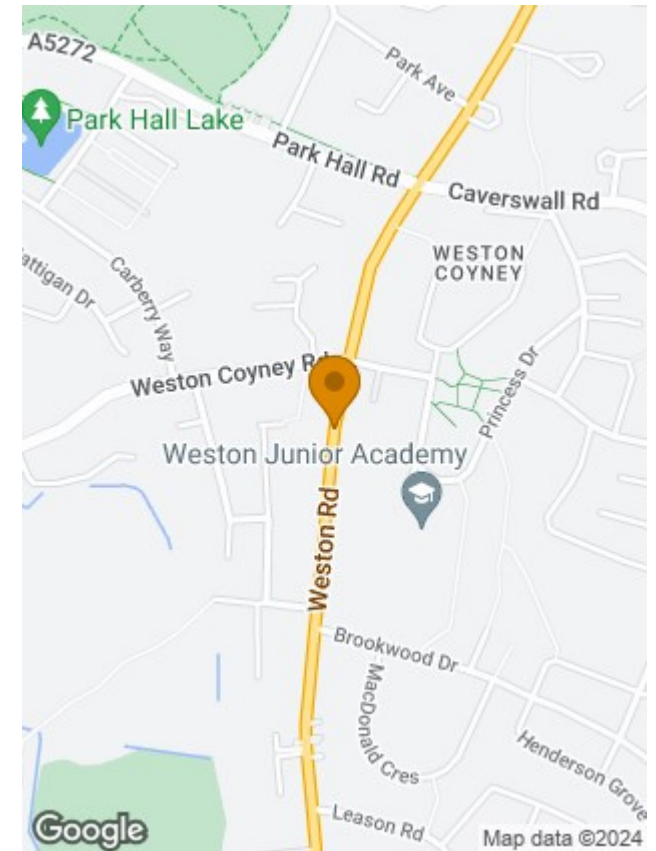 A5272
Park Ave
Park Hall Lake
Park Hall Rd
Caverswall Rd
WESTON
COYNEY
Carberry Way
Weston Coyney Rd
Princess Dr
Weston Junior Academy
Weston Rd
Brookwood Dr
MacDonald Cres
Henderson Grove
Leason Rd
Google
Map data ©2024